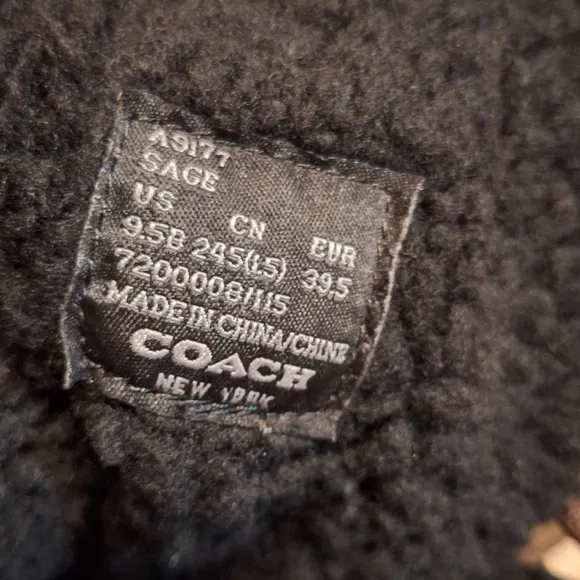 A9177
SAGE
US CN EUR
9.5B 245(1.5) 39.5
7200008/115
MADE IN CHINA/CHINE
COACH
NEW YORK